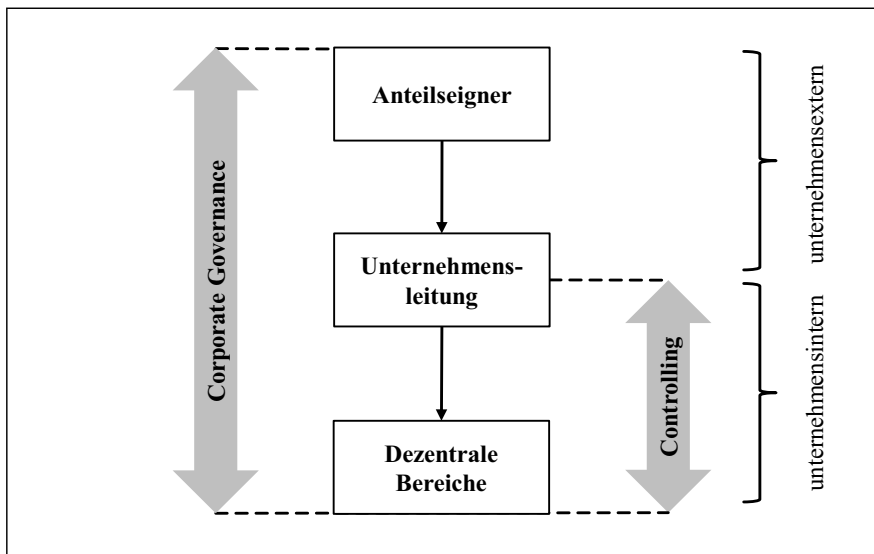 Anteilseigner
Corporate Governance
unternehmensextern
Unternehmens-
leitung
Controlling
unternehmensintern
Dezentrale
Bereiche